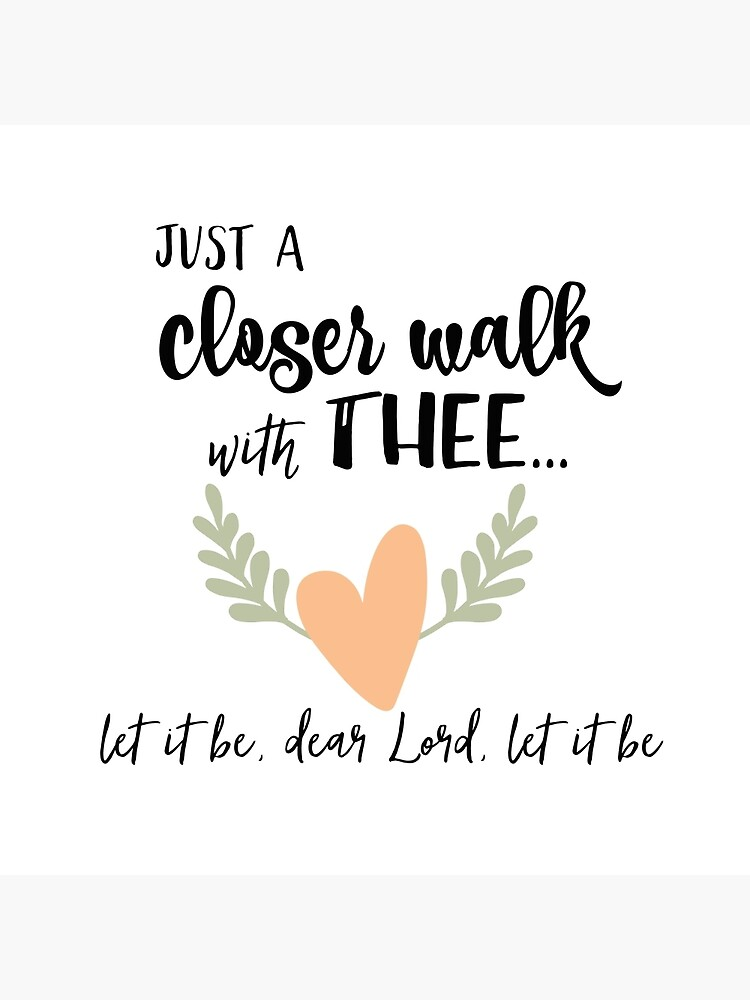 JUST A
closer walk
with THEE...
let it be, dear Lord, let it be